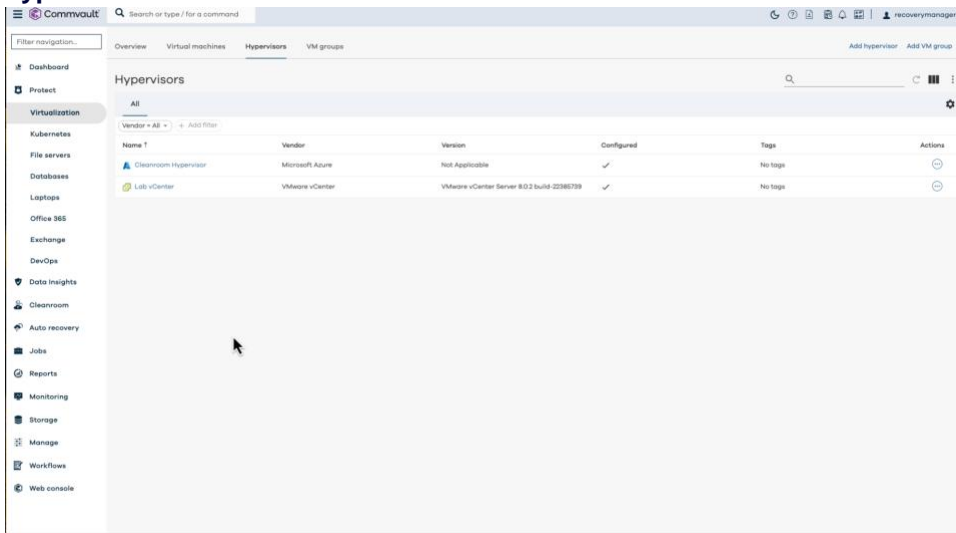 Commvault
Search or type / for a command
recoverymanager
Filter navigation...
Dashboard
Protect
Virtualization
Kubernetes
File servers
Databases
Laptops
Office 365
Exchange
DevOps
Data Insights
Cleanroom
Auto recovery
Jobs
Reports
Monitoring
Storage
Manage
Workflows
Web console
Overview Virtual machines Hypervisors VM groups
Add hypervisor Add VM group
Hypervisors
All
Vendor = All + Add filter
Name ↑ Vendor Version Configured Tags Actions
Cleanroom Hypervisor Microsoft Azure Not Applicable No tags
Lab vCenter VMware vCenter VMware vCenter Server 8.0.2 build-22385739 No tags